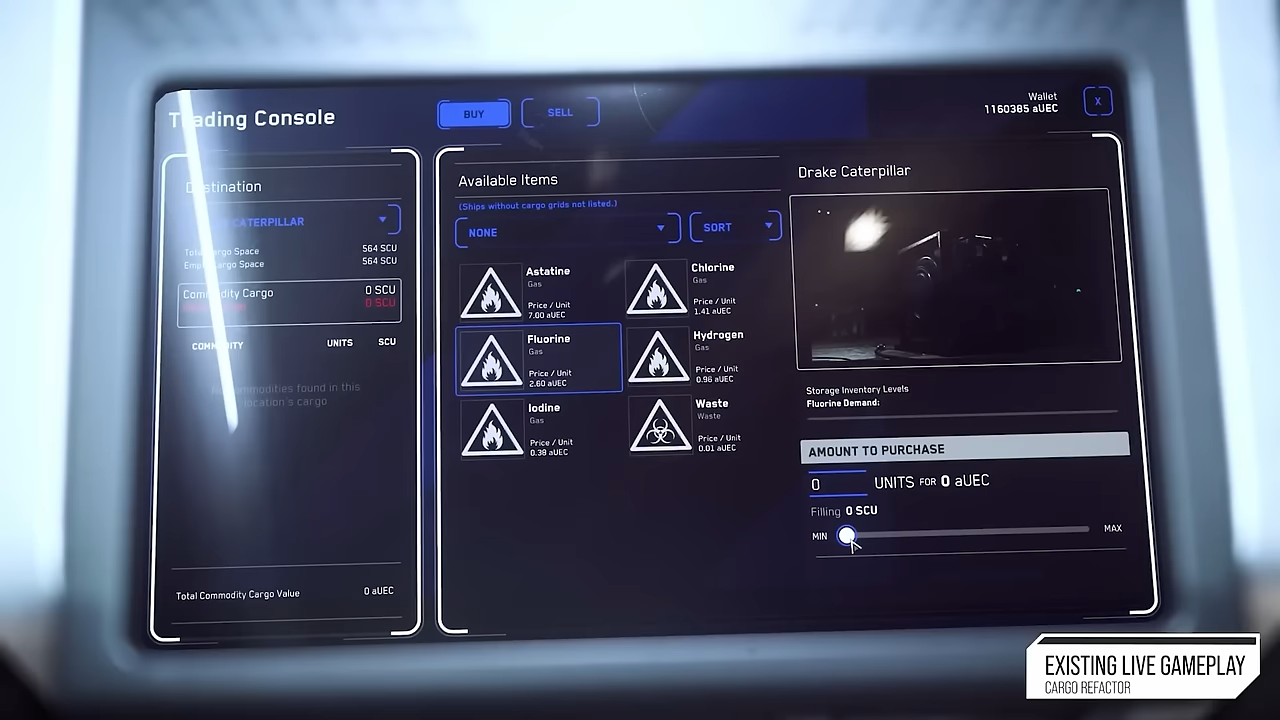 Trading Console
BUY
SELL
Wallet
1160385 aUEC
X
Destination
CATERPILLAR
Total Cargo Space 564 SCU
Empty Cargo Space 564 SCU
Commodity Cargo 0 SCU
0 SCU
COMMODITY UNITS SCU
No commodities found in this
location's cargo
Total Commodity Cargo Value 0 aUEC
Available Items
(Ships without cargo grids not listed.)
NONE
SORT
Astatine
Gas
Price / Unit
7.00 aUEC
Chlorine
Gas
Price / Unit
1.41 aUEC
Fluorine
Gas
Price / Unit
2.60 aUEC
Hydrogen
Gas
Price / Unit
0.96 aUEC
Iodine
Gas
Price / Unit
0.39 aUEC
Waste
Waste
Price / Unit
0.01 aUEC
Drake Caterpillar
Storage Inventory Levels
Fluorine Demand:
AMOUNT TO PURCHASE
0 UNITS FOR 0 aUEC
Filling 0 SCU
MIN
MAX
EXISTING LIVE GAMEPLAY
CARGO REFACTOR